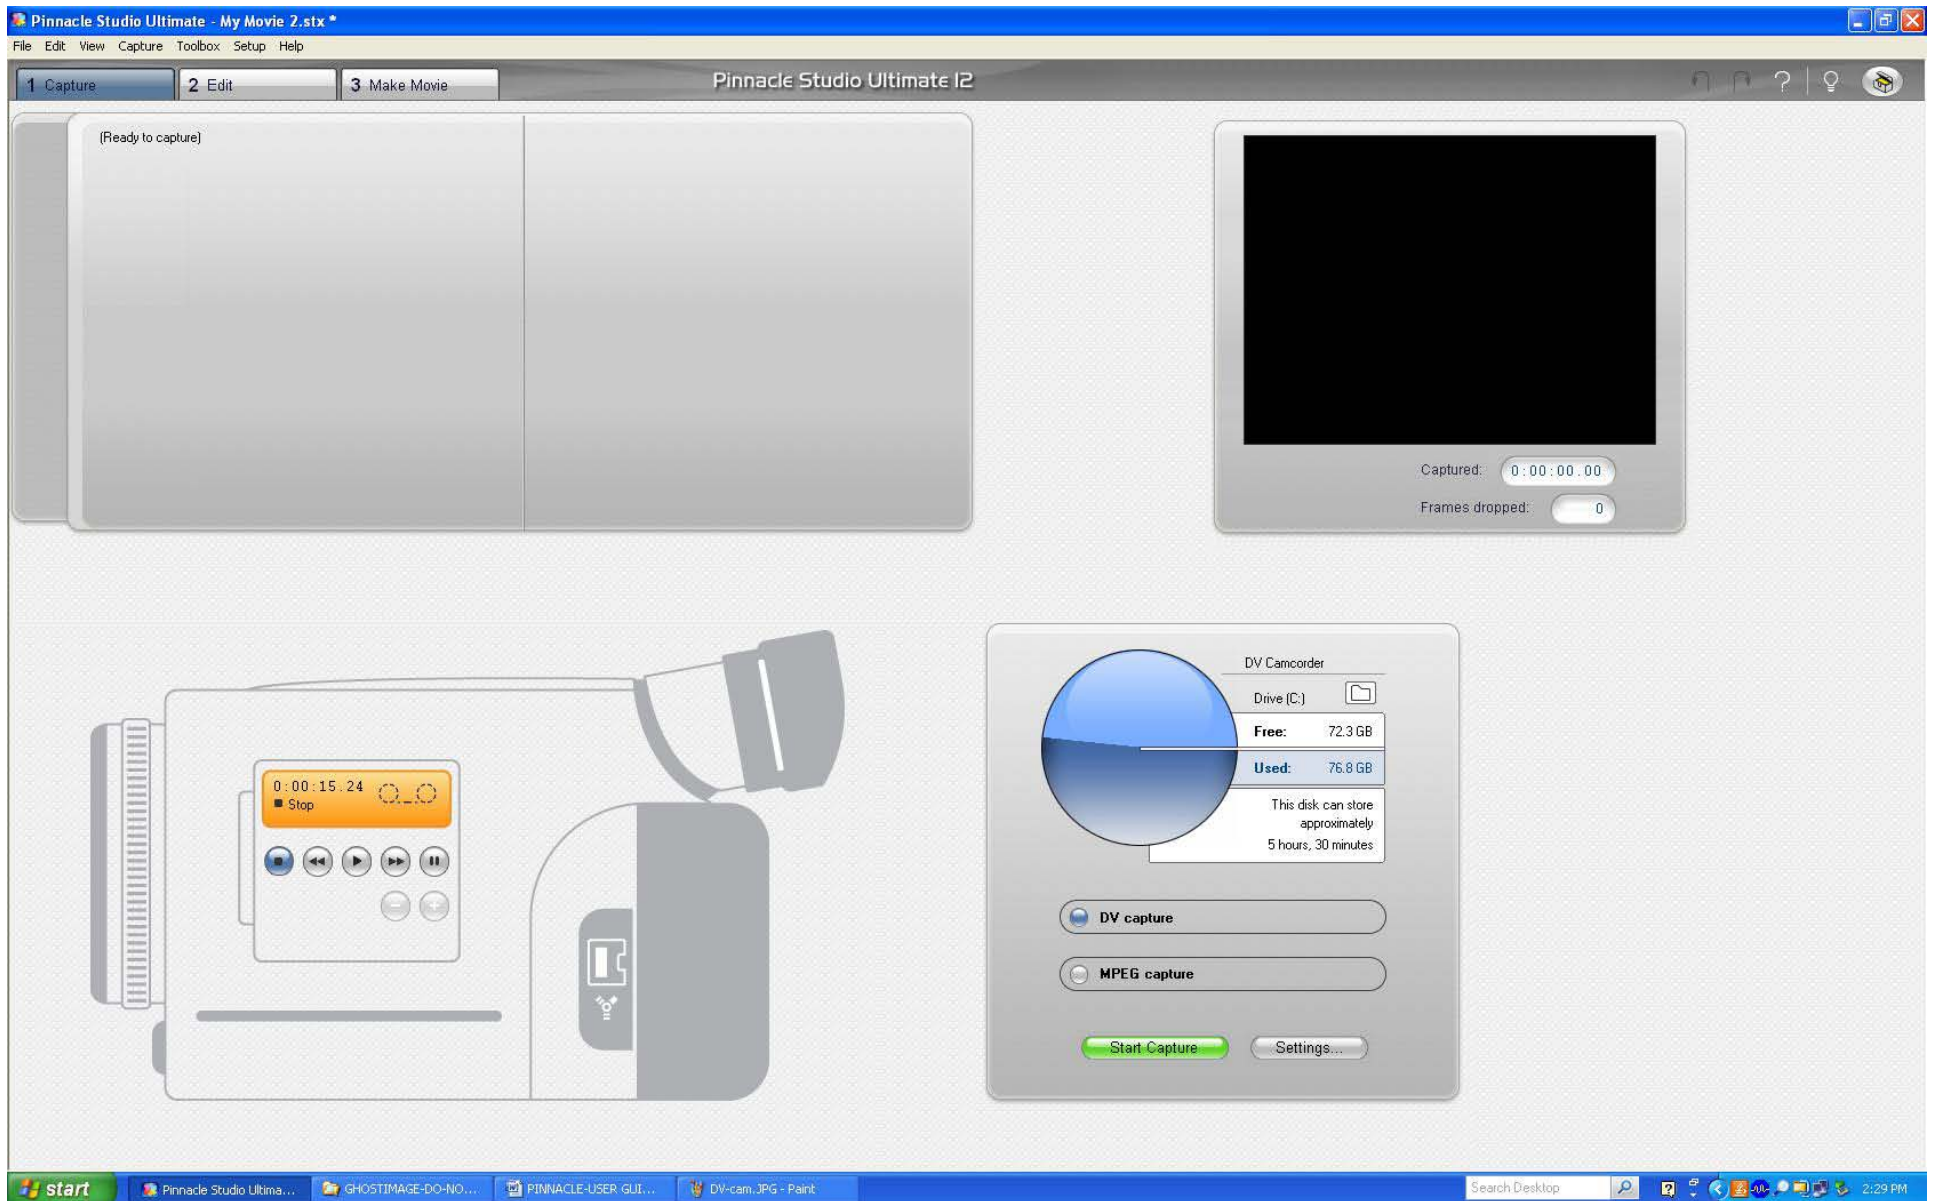 Pinnacle Studio Ultimate - My Movie 2.stx *
File Edit View Capture Toolbox Setup Help
1 Capture
2 Edit
3 Make Movie
Pinnacle Studio Ultimate 12
(Ready to capture)
Captured: 0:00:00.00
Frames dropped: 0
0:00:15.24
Stop
DV Camcorder
Drive (C:)
Free: 72.3 GB
Used: 76.8 GB
This disk can store
approximately
5 hours, 30 minutes
DV capture
MPEG capture
Start Capture
Settings...
start
Pinnacle Studio Ultima...
GHOSTIMAGE-DO-NO...
PINNACLE-USER GUI...
DV-cam.JPG - Paint
Search Desktop
2:29 PM